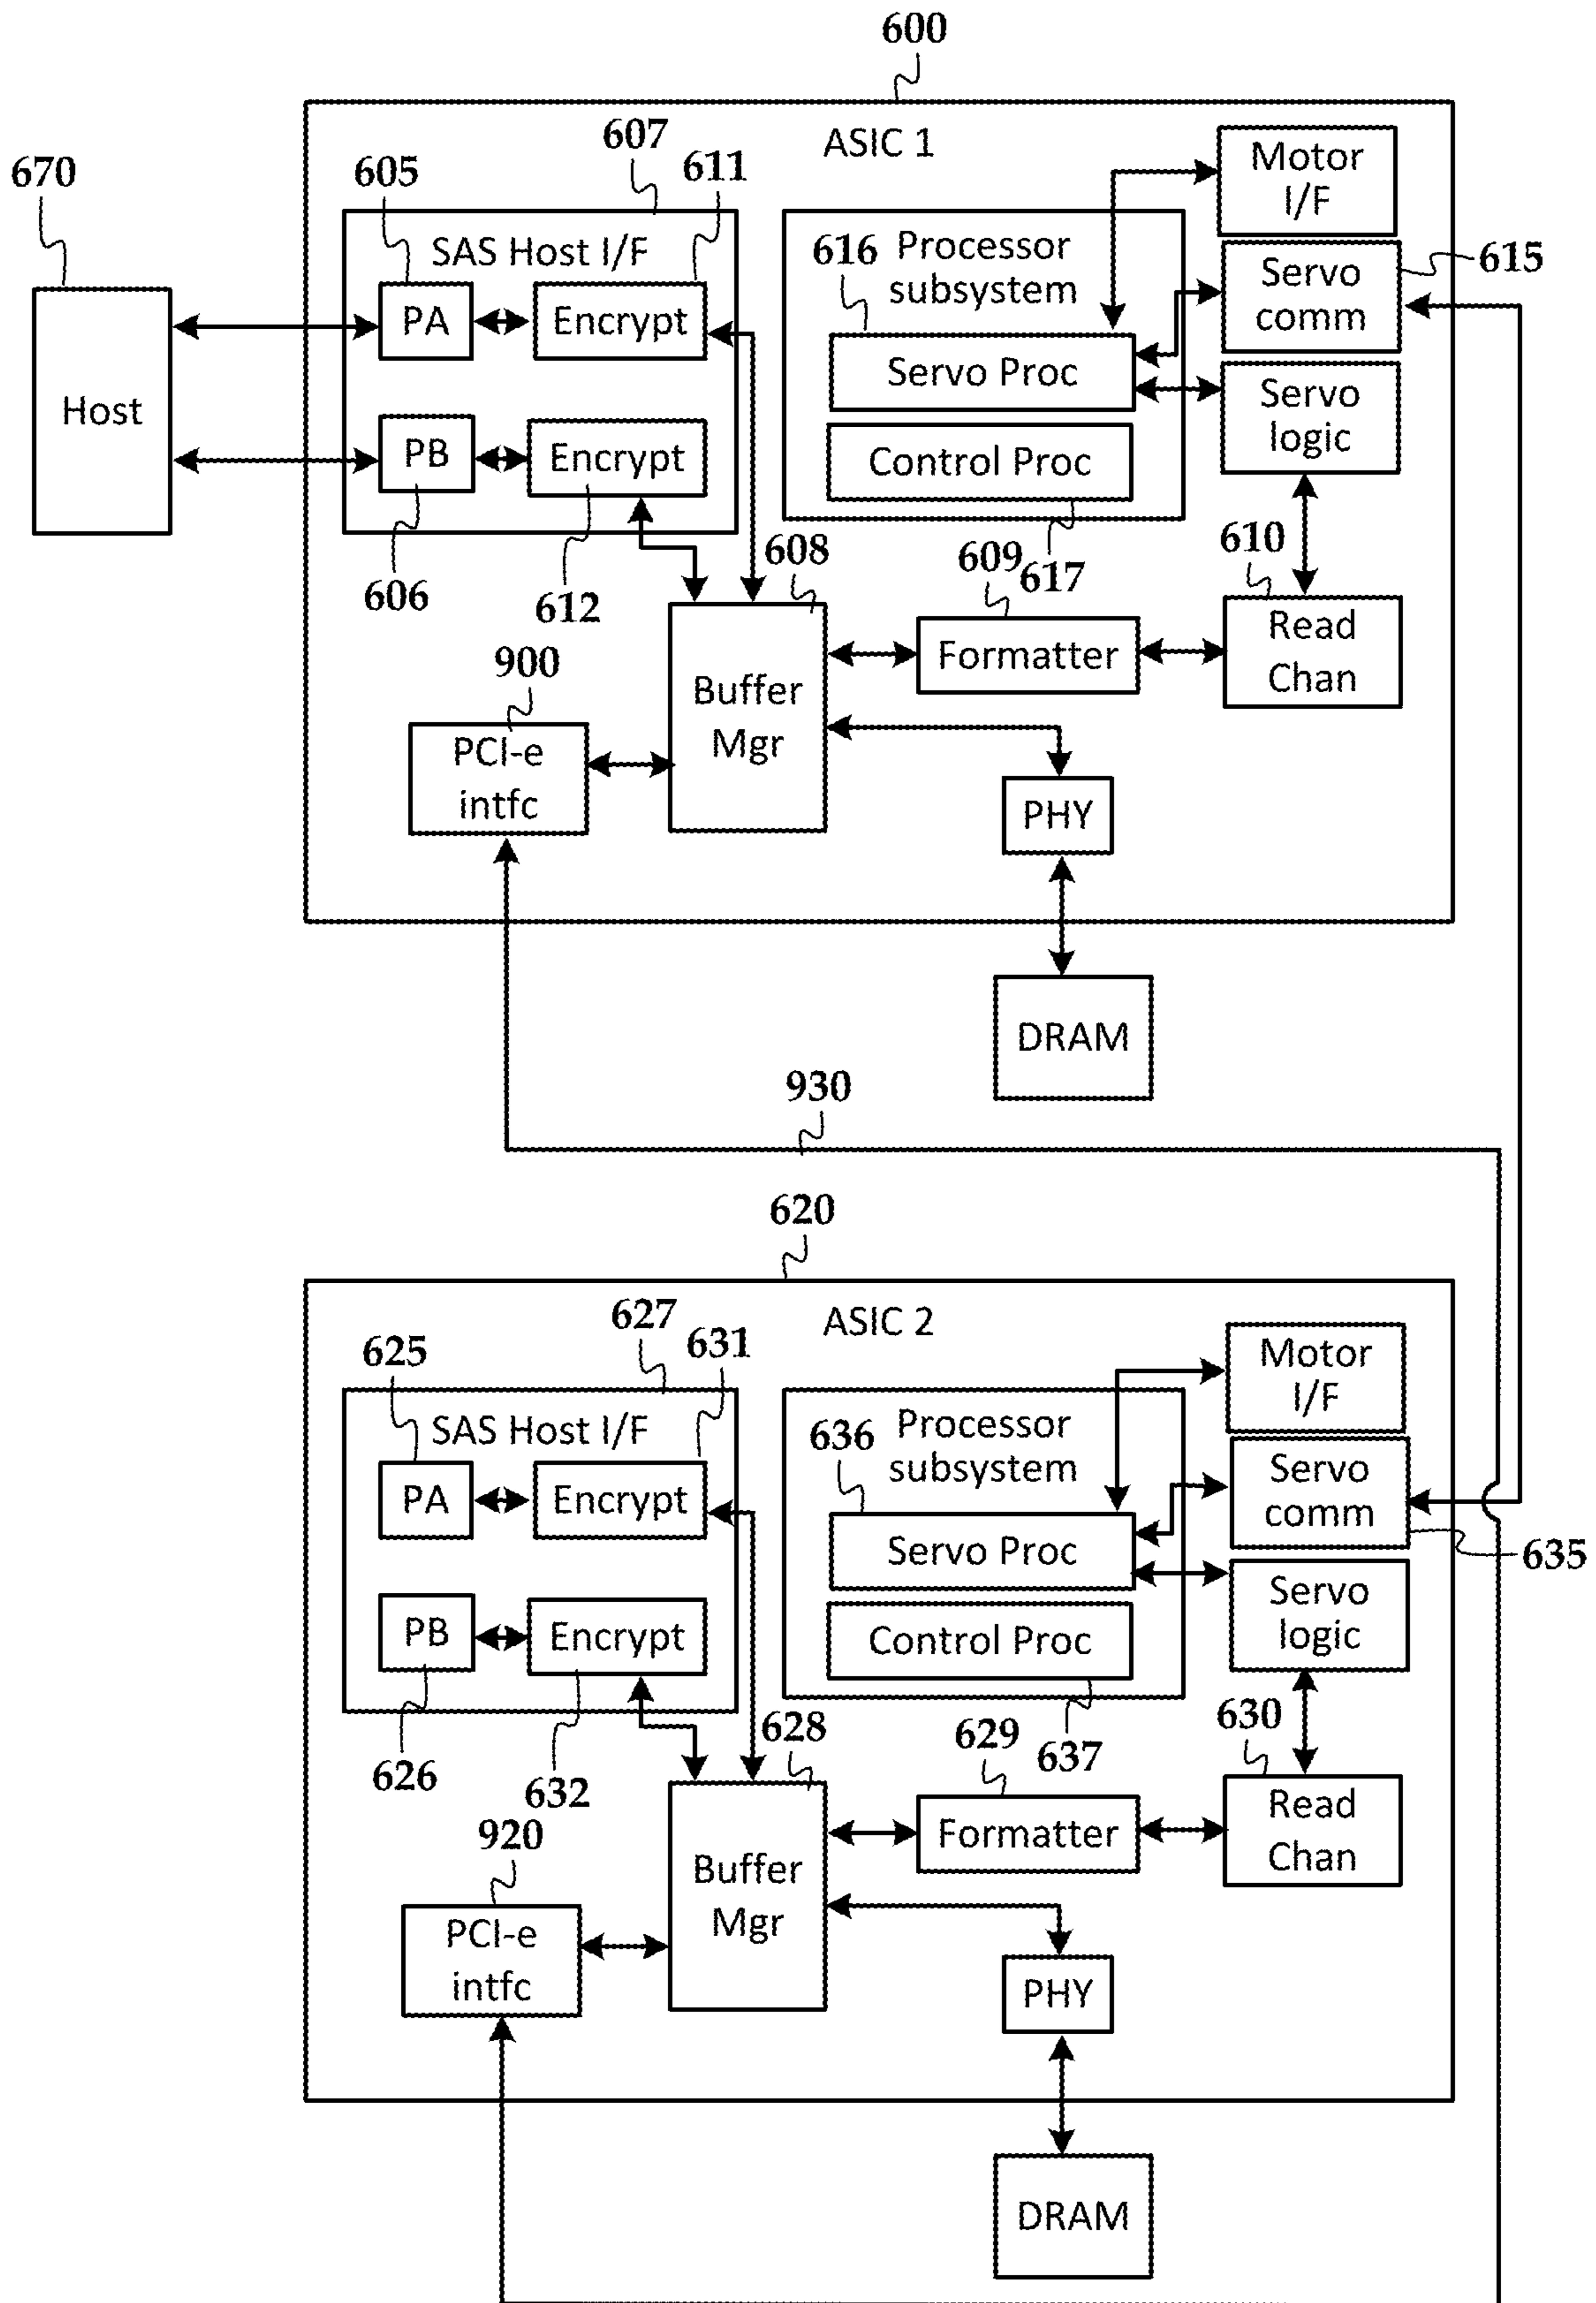 600
ASIC 1
607
611
605
670
SAS Host I/F
PA
Encrypt
PB
Encrypt
606
612
Host
Motor
I/F
616
Processor
subsystem
Servo Proc
Control Proc
Servo
comm
615
Servo
logic
608
609
617
610
900
Buffer
Mgr
Formatter
Read
Chan
PCI-e
intfc
PHY
DRAM
930
620
ASIC 2
627
631
625
SAS Host I/F
PA
Encrypt
PB
Encrypt
626
632
Motor
I/F
636
Processor
subsystem
Servo Proc
Control Proc
Servo
comm
635
Servo
logic
628
629
637
630
920
Buffer
Mgr
Formatter
Read
Chan
PCI-e
intfc
PHY
DRAM